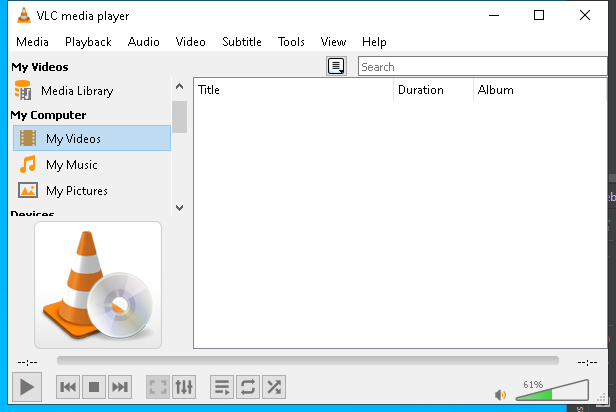 VLC media player
Media Playback Audio Video Subtitle Tools View Help
My Videos
Search
Media Library
Title Duration Album
My Computer
My Videos
My Music
My Pictures
Devices
--:-- --:--
61%